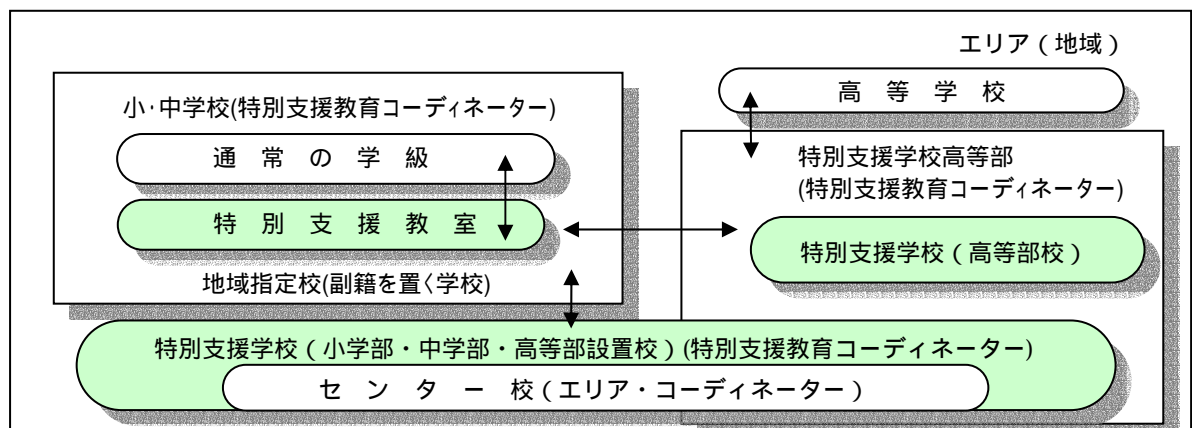 エリア（地域）
小・中学校(特別支援教育コーディネーター)
通常の学級
特別支援教室
地域指定校(副籍を置く学校)
高等学校
特別支援学校高等部
(特別支援教育コーディネーター)
特別支援学校（高等部校）
特別支援学校（小学部・中学部・高等部設置校）(特別支援教育コーディネーター)
センター校（エリア・コーディネーター）